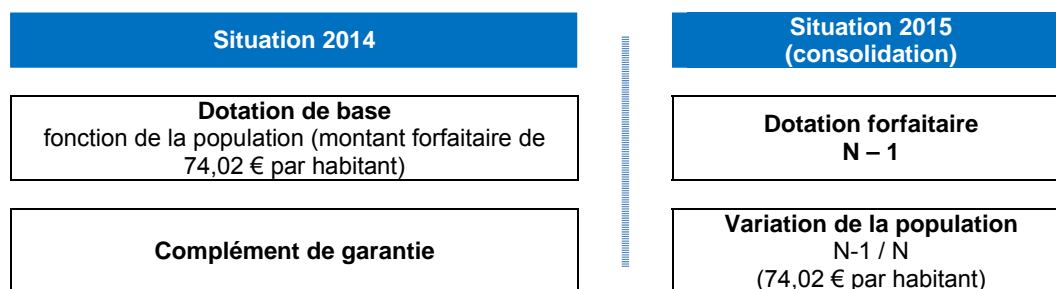 Situation 2014
Dotation de base
fonction de la population (montant forfaitaire de
74,02 € par habitant)
Complément de garantie
Situation 2015
(consolidation)
Dotation forfaitaire
N – 1
Variation de la population
N-1 / N
(74,02 € par habitant)